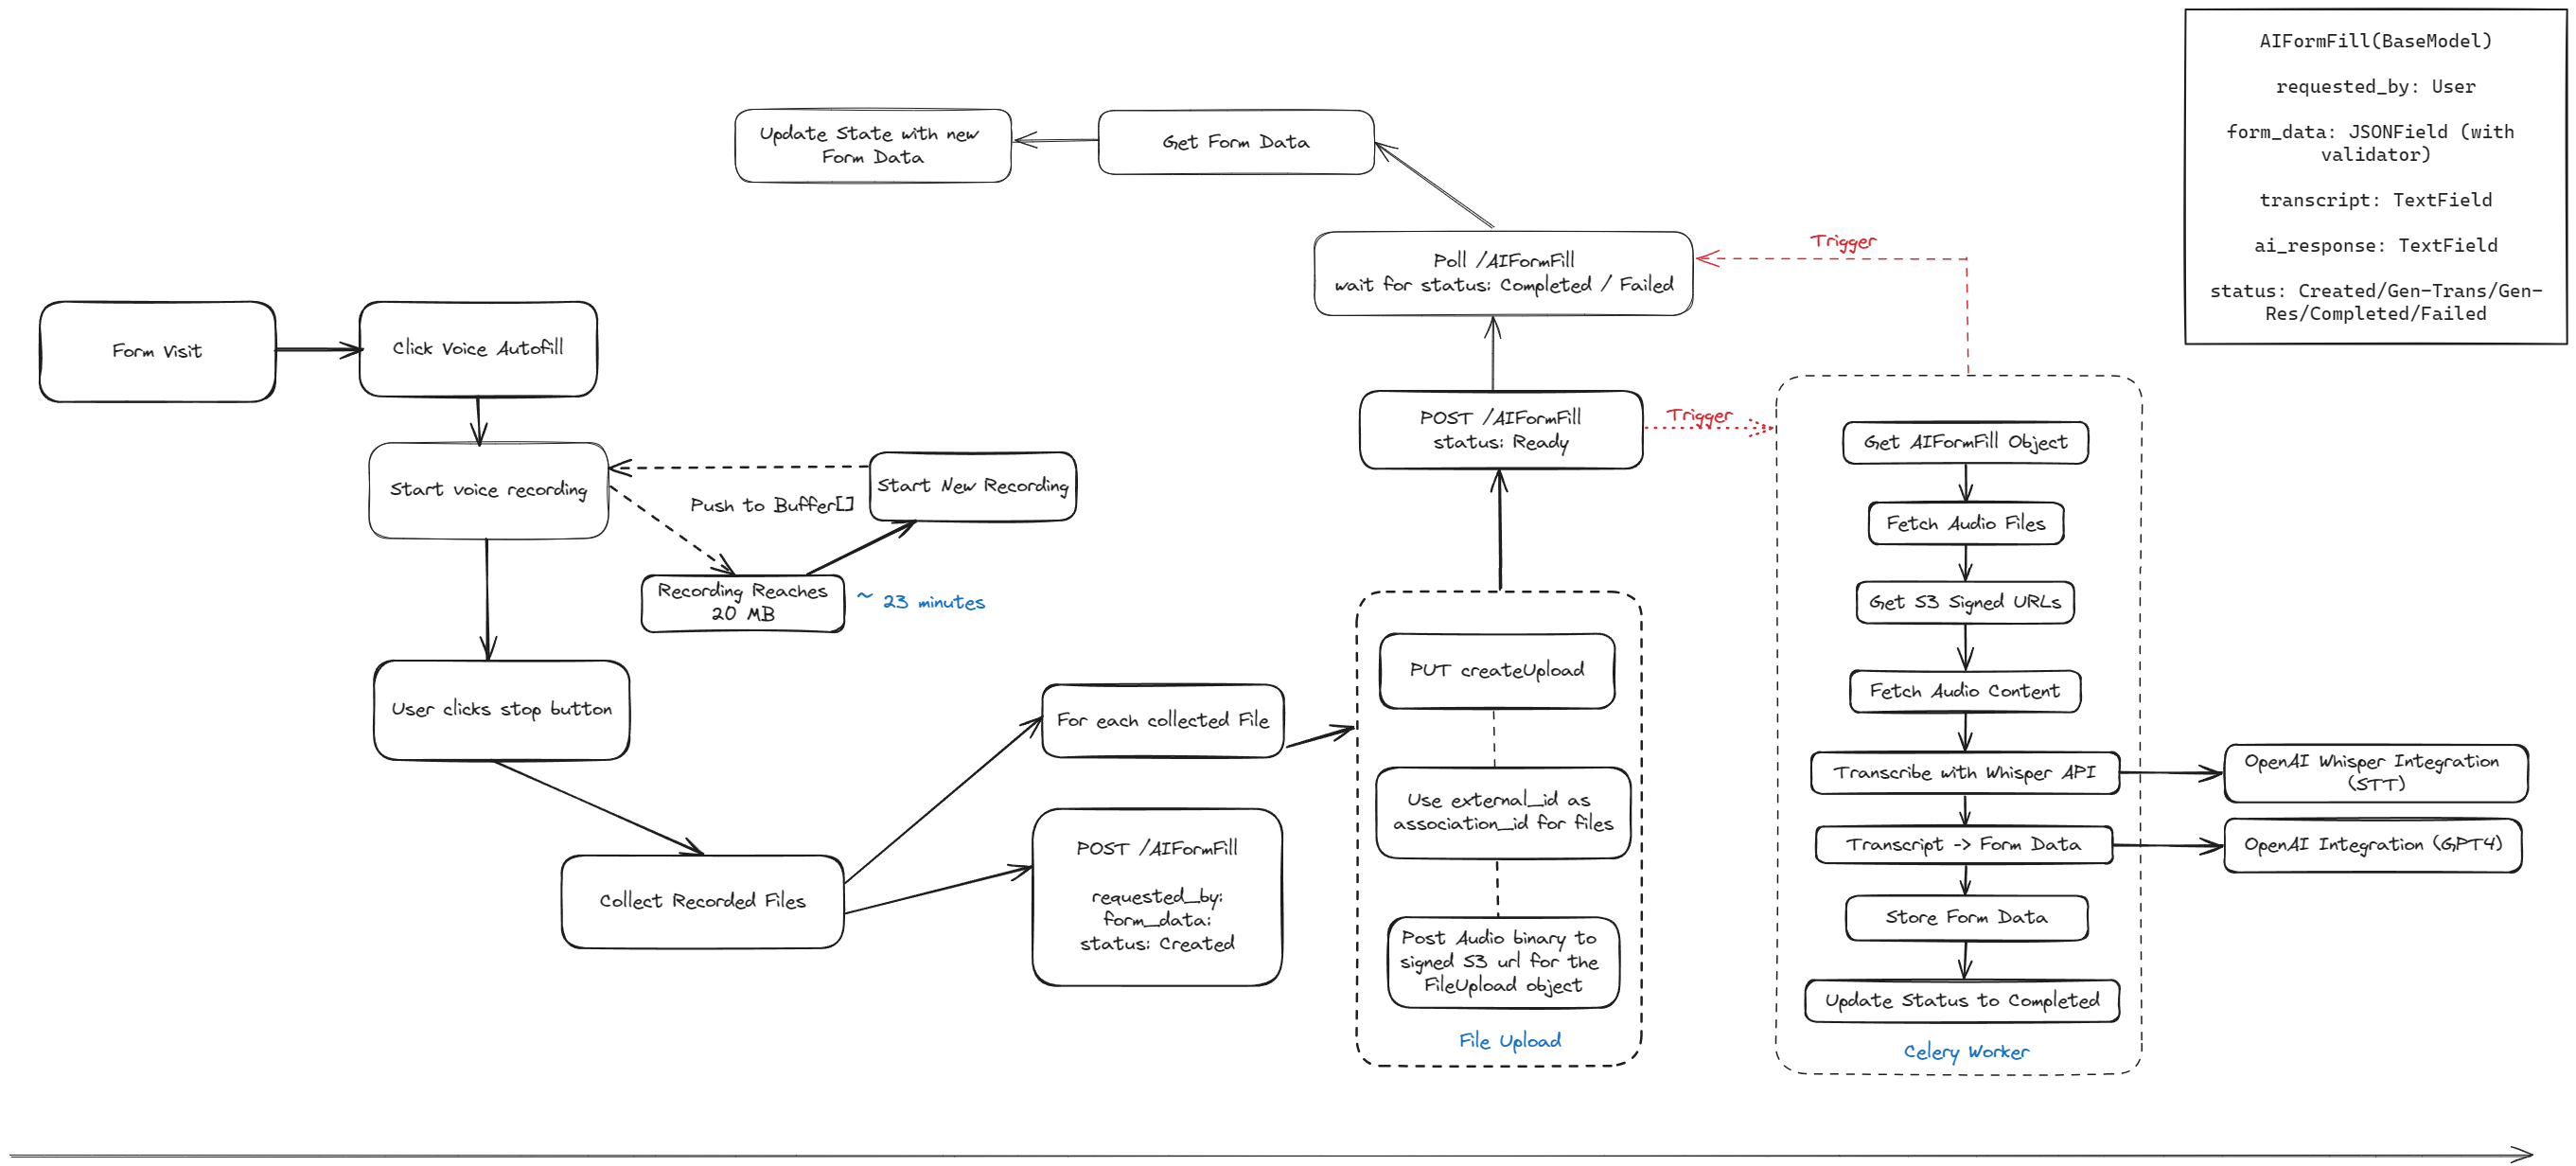 AIFormFill(BaseModel)
requested_by: User
form_data: JSONField (with
validator)
transcript: TextField
ai_response: TextField
status: Created/Gen-Trans/Gen-
Res/Completed/Failed
Update State with new
Form Data
Get Form Data
Poll /AIFormFill
wait for status: Completed / Failed
Trigger
Form Visit
Click Voice Autofill
Start voice recording
Push to Buffer[]
Start New Recording
Recording Reaches
20 MB
~ 23 minutes
User clicks stop button
Collect Recorded Files
For each collected File
POST /AIFormFill
requested_by:
form_data:
status: Created
POST /AIFormFill
status: Ready
Trigger
PUT createUpload
Use external_id as
association_id for files
Post Audio binary to
signed S3 url for the
FileUpload object
File Upload
Get AIFormFill Object
Fetch Audio Files
Get S3 Signed URLs
Fetch Audio Content
Transcribe with Whisper API
Transcript -> Form Data
Store Form Data
Update Status to Completed
Celery Worker
OpenAI Whisper Integration
(STT)
OpenAI Integration (GPT4)